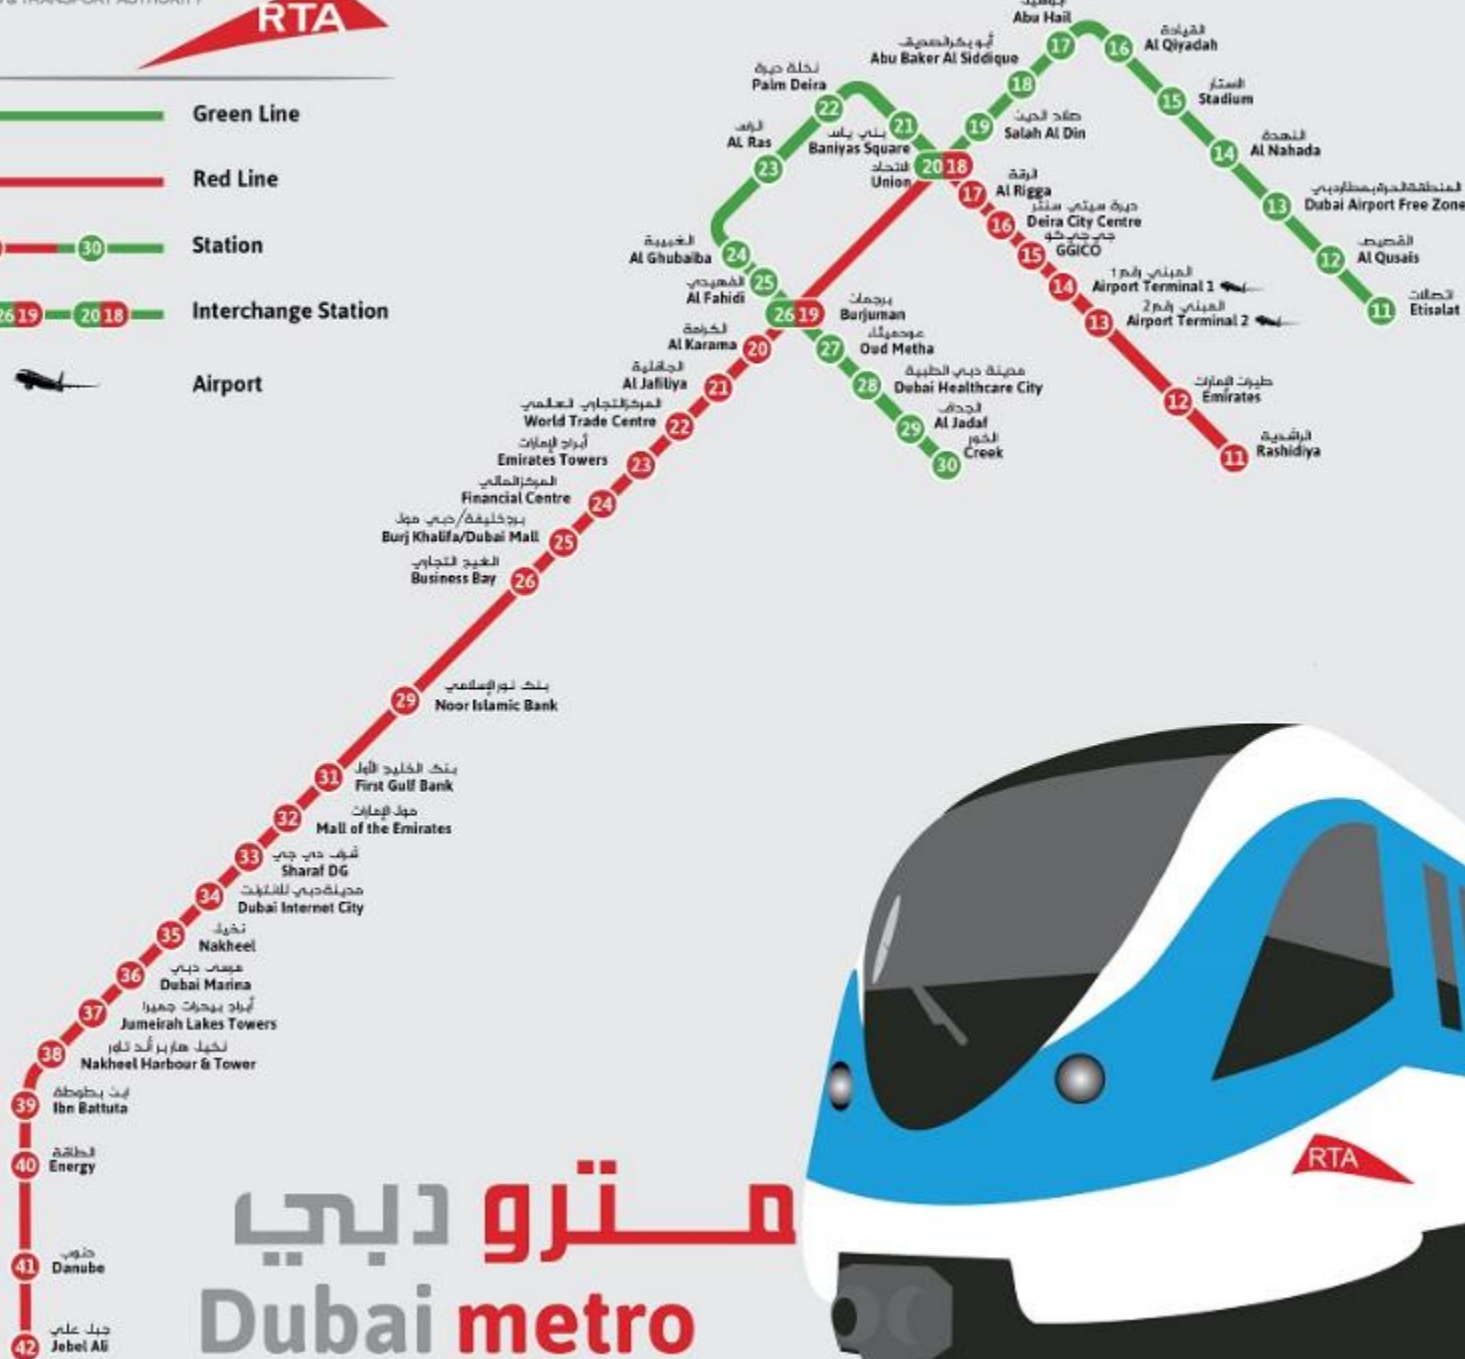 RTA
Green Line
Red Line
30
Station
26 19
20 18
Interchange Station
Airport
Abu Hail
17
16
القيادة
Al Qiyadah
أبو بكر الصديق
Abu Baker Al Siddique
18
15
الستاد
Stadium
نخلة ديرة
Palm Deira
22
21
بني ياس
Baniyas Square
19
صلاح الدين
Salah Al Din
14
النهدة
Al Nahada
الراس
AL Ras
23
الاتحاد
Union
20 18
17
الرقة
Al Rigga
13
Dubai Airport Free Zone
16
ديرة سيتي سنتر
Deira City Centre
15
جي جي كو
GGICO
12
القصيص
Al Qusais
الغبيبة
Al Ghubaiba
24
14
المبنى رقم ١
Airport Terminal 1
الفهيدي
Al Fahidi
25
13
المبنى رقم 2
Airport Terminal 2
11
اتصالات
Etisalat
26 19
برجمان
Burjuman
الكرامة
Al Karama
20
27
عود ميثاء
Oud Metha
الجافلية
Al Jafiliya
21
28
مدينة دبي الطبية
Dubai Healthcare City
12
طيران الإمارات
Emirates
المركز التجاري العالمي
World Trade Centre
22
29
الجداف
Al Jadaf
أبراج الإمارات
Emirates Towers
23
30
الخور
Creek
11
الراشدية
Rashidiya
المركز المالي
Financial Centre
24
برج خليفة/دبي مول
Burj Khalifa/Dubai Mall
25
الخليج التجاري
Business Bay
26
29
بنك نور الإسلامي
Noor Islamic Bank
31
بنك الخليج الأول
First Gulf Bank
32
مول الإمارات
Mall of the Emirates
33
شرف دي جي
Sharaf DG
34
مدينة دبي للانترنت
Dubai Internet City
35
نخيل
Nakheel
36
مرسى دبي
Dubai Marina
37
أبراج بحيرات جميرا
Jumeirah Lakes Towers
38
نخيل هاربر أند تاور
Nakheel Harbour & Tower
39
ابن بطوطة
Ibn Battuta
40
الطاقة
Energy
41
دنوب
Danube
42
جبل علي
Jebel Ali
مترو دبي
Dubai metro
RTA